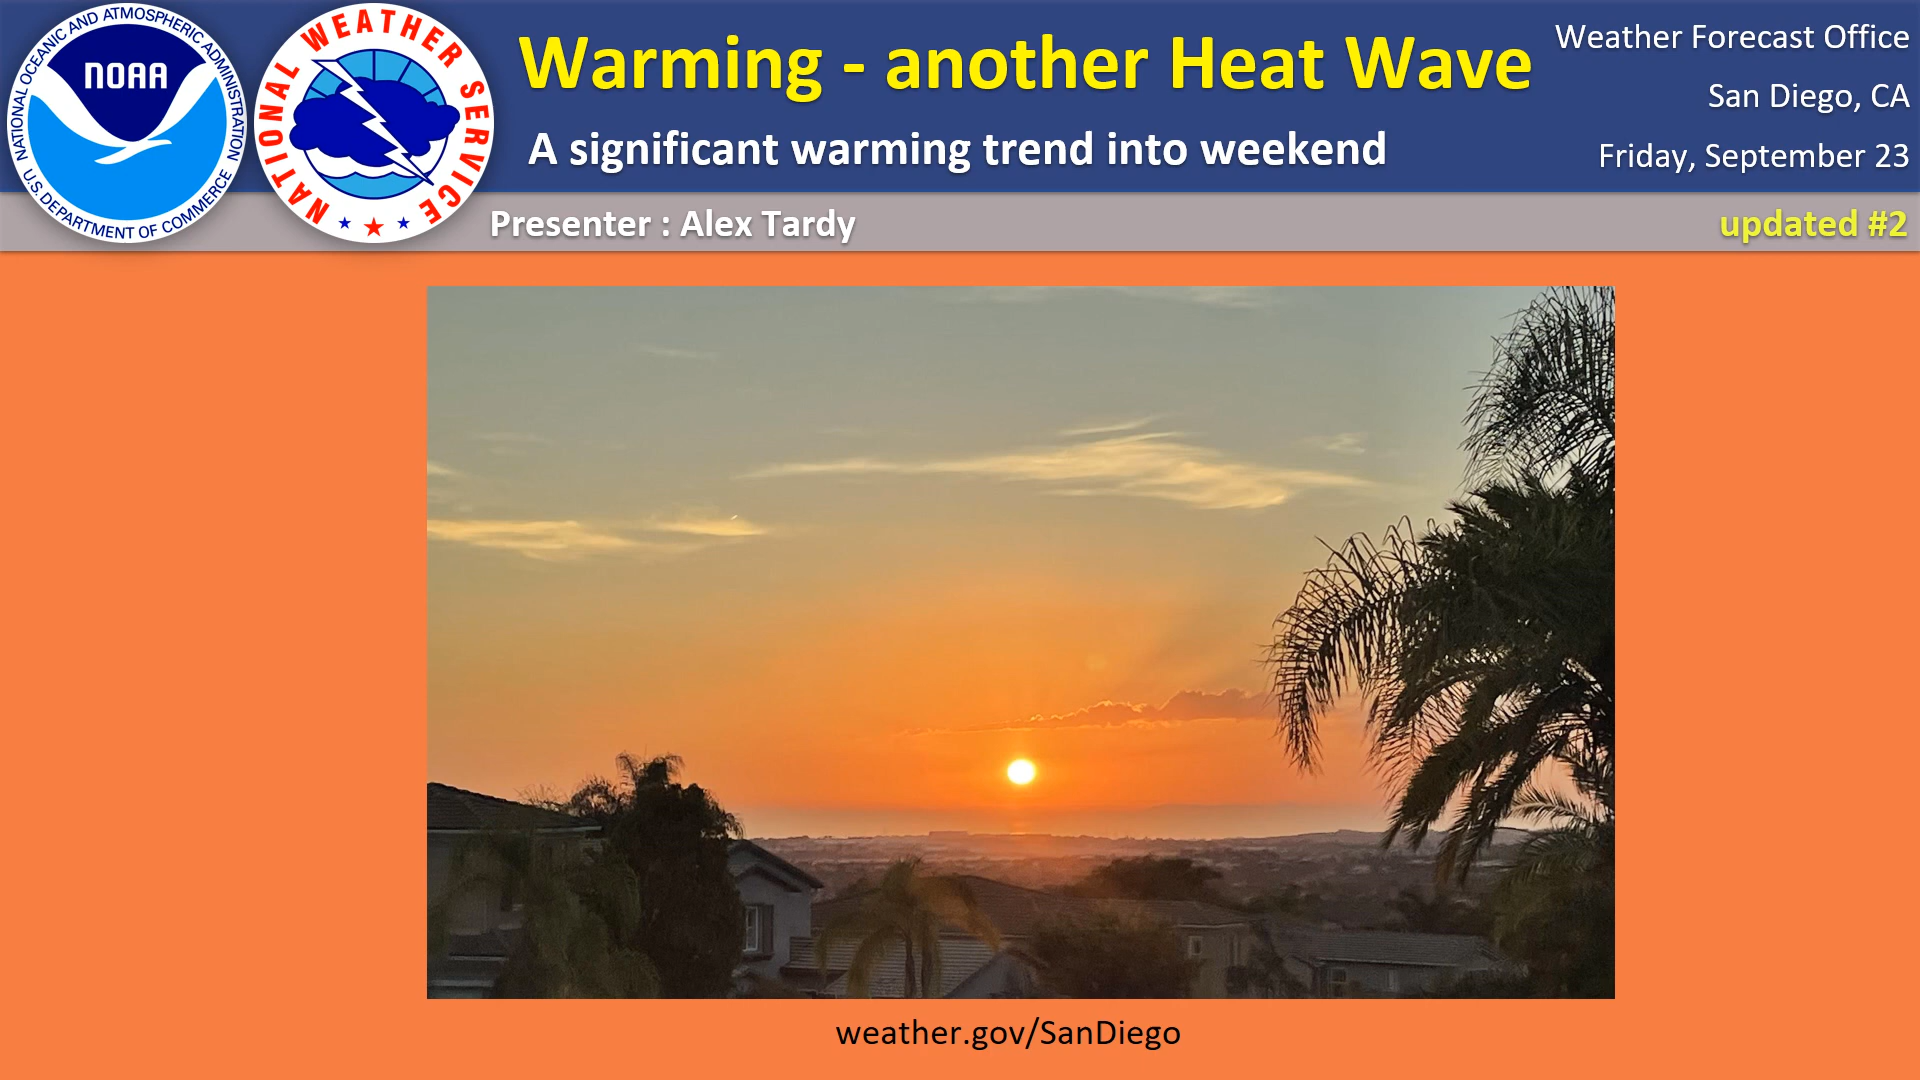 NATIONAL OCEANIC AND ATMOSPHERIC ADMINISTRATION
NOAA
U.S. DEPARTMENT OF COMMERCE
NATIONAL WEATHER SERVICE
Warming - another Heat Wave
A significant warming trend into weekend
Weather Forecast Office
San Diego, CA
Friday, September 23
Presenter : Alex Tardy
updated #2
weather.gov/SanDiego